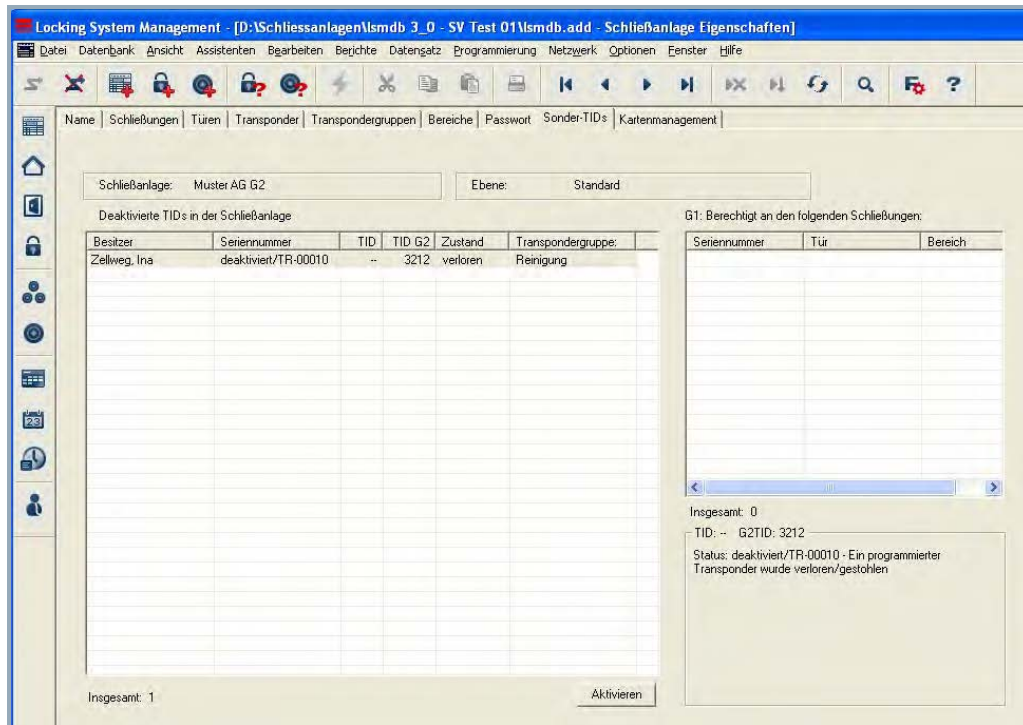 Locking System Management - [D:\Schliessanlagen\lsmdb 3_0 - SV Test 01\lsmdb.add - Schließanlage Eigenschaften]
Datei Datenbank Ansicht Assistenten Bearbeiten Berichte Datensatz Programmierung Netzwerk Optionen Fenster Hilfe
Name Schließungen Türen Transponder Transpondergruppen Bereiche Passwort Sonder-TIDs Kartenmanagement
Schließanlage: Muster AG G2 Ebene: Standard
Deaktivierte TIDs in der Schließanlage
Besitzer Seriennummer TID TID G2 Zustand Transpondergruppe:
Zellweg, Ina deaktiviert/TR-00010 -- 3212 verloren Reinigung
Insgesamt: 1
Aktivieren
G1: Berechtigt an den folgenden Schließungen:
Seriennummer Tür Bereich
Insgesamt: 0
TID: -- G2TID: 3212
Status: deaktiviert/TR-00010 - Ein programmierter
Transponder wurde verloren/gestohlen
23